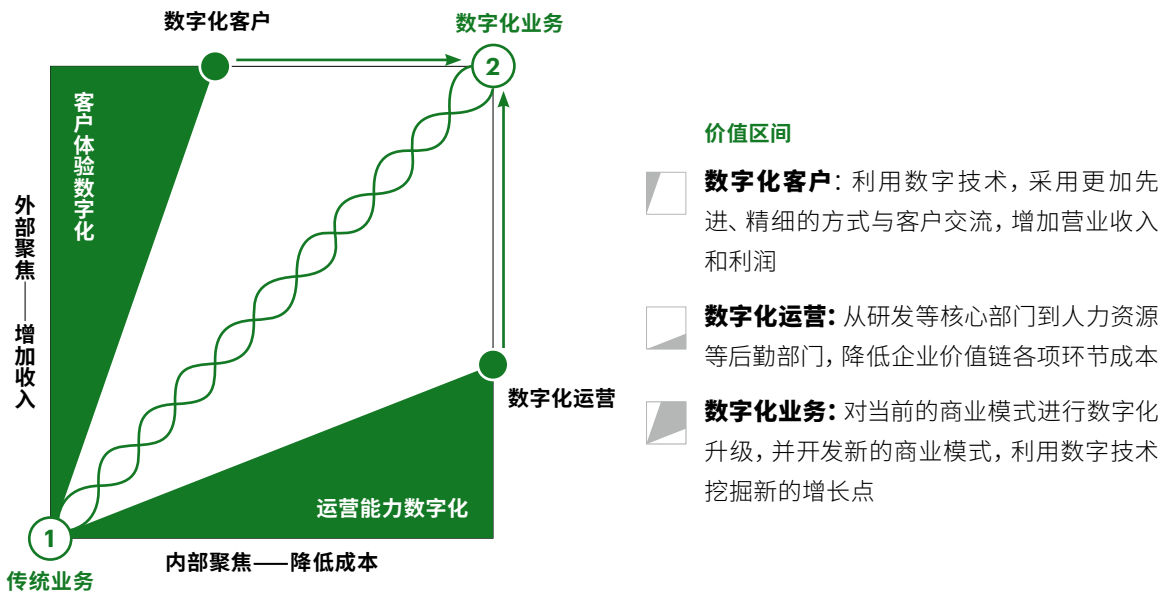 数字化客户
数字化业务
2
客户体验数字化
外部聚焦——增加收入
数字化运营
运营能力数字化
1
内部聚焦——降低成本
传统业务
价值区间
数字化客户：利用数字技术，采用更加先
进、精细的方式与客户交流，增加营业收入
和利润
数字化运营：从研发等核心部门到人力资源
等后勤部门，降低企业价值链各项环节成本
数字化业务：对当前的商业模式进行数字化
升级，并开发新的商业模式，利用数字技术
挖掘新的增长点